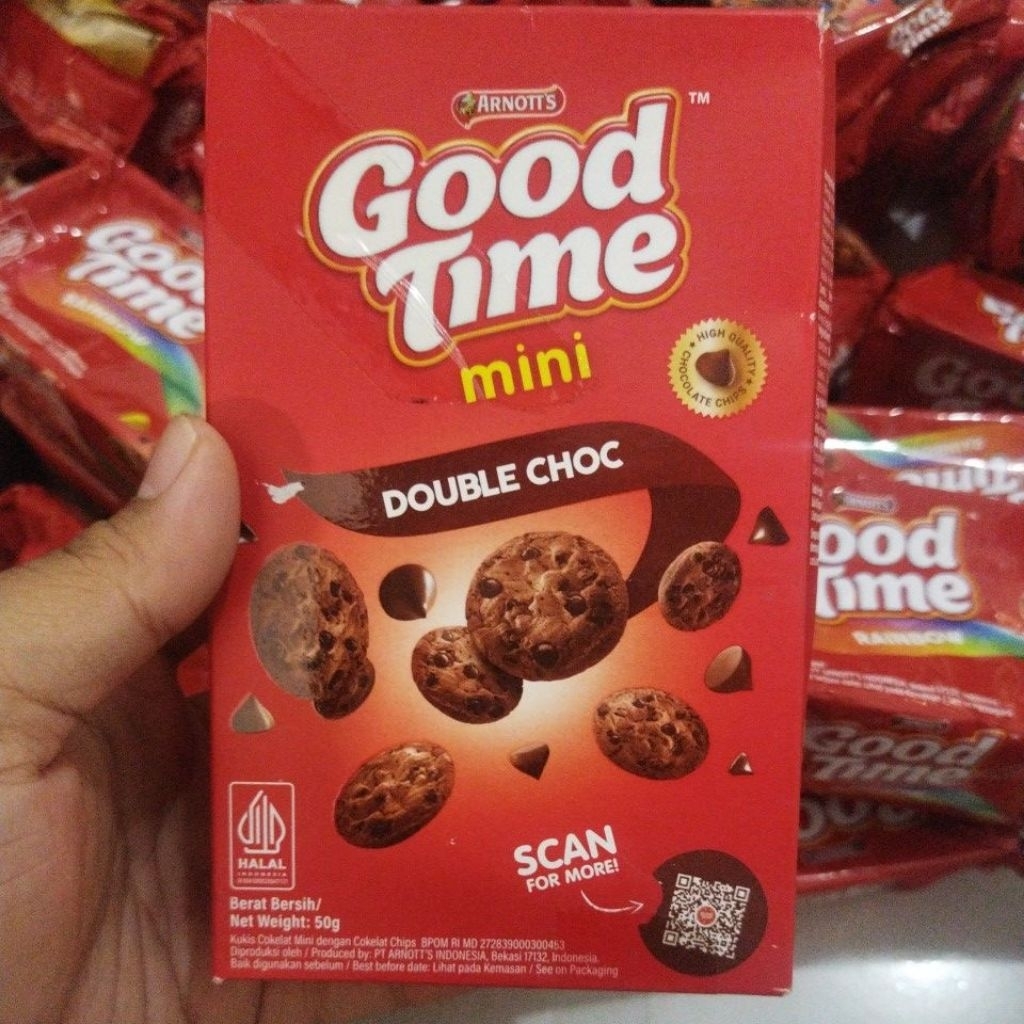 ARNOTT'S
Good
Time
TM
mini
HIGH QUALITY
CHOCOLATE CHIPS
DOUBLE CHOC
HALAL
INDONESIA
SCAN
FOR MORE!
Berat Bersih/
Net Weight: 50g
Kukis Cokelat Mini dengan Cokelat Chips BPOM RI MD 272839000300453
Diproduksi oleh / Produced by: PT ARNOTT'S INDONESIA, Bekasi 17132, Indonesia.
Baik digunakan sebelum / Best before date: Lihat pada Kemasan / See on Packaging
Good
Time
ARNOTT'S
Good
Time
RAINBOW
Good
Time